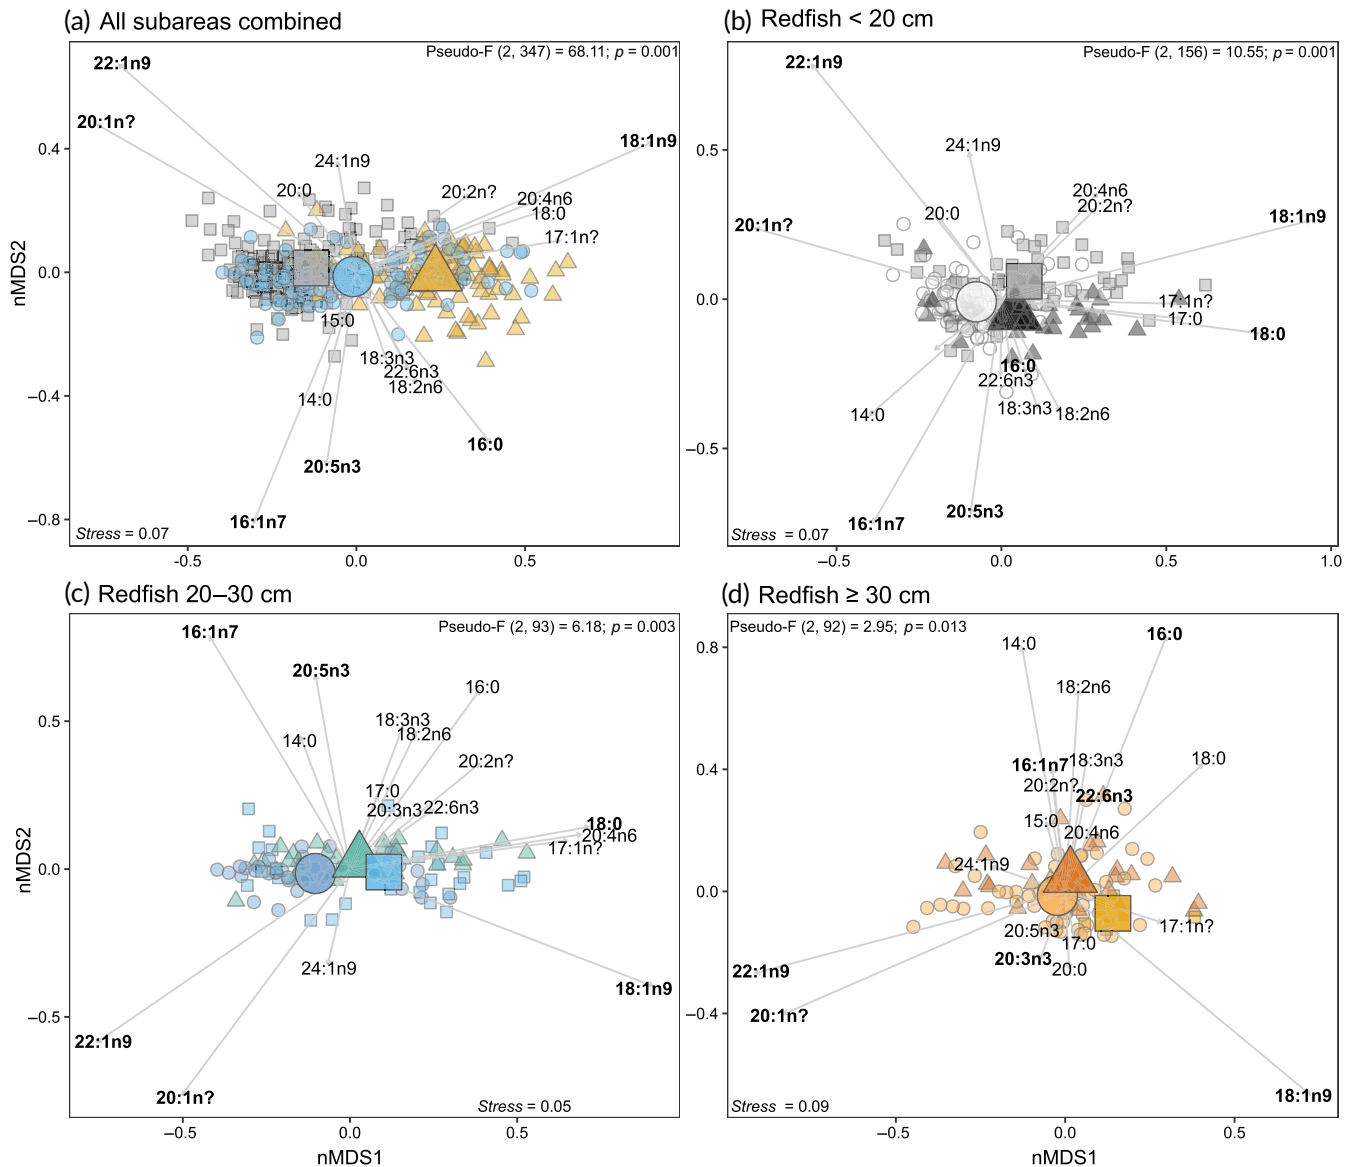 (a) All subareas combined
Pseudo-F (2, 347) = 68.11; p = 0.001
22:1n9
20:1n?
18:1n9
24:1n9
20:0
20:2n?
20:4n6
18:0
17:1n?
15:0
18:3n3
22:6n3
18:2n6
14:0
16:0
20:5n3
16:1n7
Stress = 0.07
0.4
0.0
−0.4
−0.8
nMDS2
-0.5
0.0
0.5
(b) Redfish < 20 cm
Pseudo-F (2, 156) = 10.55; p = 0.001
22:1n9
24:1n9
20:4n6
20:2n?
20:0
18:1n9
20:1n?
17:1n?
17:0
18:0
16:0
22:6n3
18:3n3
18:2n6
14:0
20:5n3
16:1n7
Stress = 0.07
0.5
0.0
−0.5
−0.5
0.0
0.5
1.0
(c) Redfish 20–30 cm
Pseudo-F (2, 93) = 6.18; p = 0.003
16:1n7
20:5n3
16:0
18:3n3
18:2n6
14:0
20:2n?
17:0
20:3n3
22:6n3
18:0
20:4n6
17:1n?
24:1n9
18:1n9
22:1n9
20:1n?
Stress = 0.05
0.5
0.0
−0.5
nMDS2
−0.5
0.0
0.5
nMDS1
(d) Redfish ≥ 30 cm
Pseudo-F (2, 92) = 2.95; p = 0.013
14:0
16:0
18:2n6
16:1n7
18:3n3
18:0
20:2n?
22:6n3
15:0
20:4n6
24:1n9
20:5n3
17:1n?
17:0
20:3n3
20:0
22:1n9
20:1n?
18:1n9
Stress = 0.09
0.8
0.4
0.0
−0.4
−0.5
0.0
0.5
nMDS1